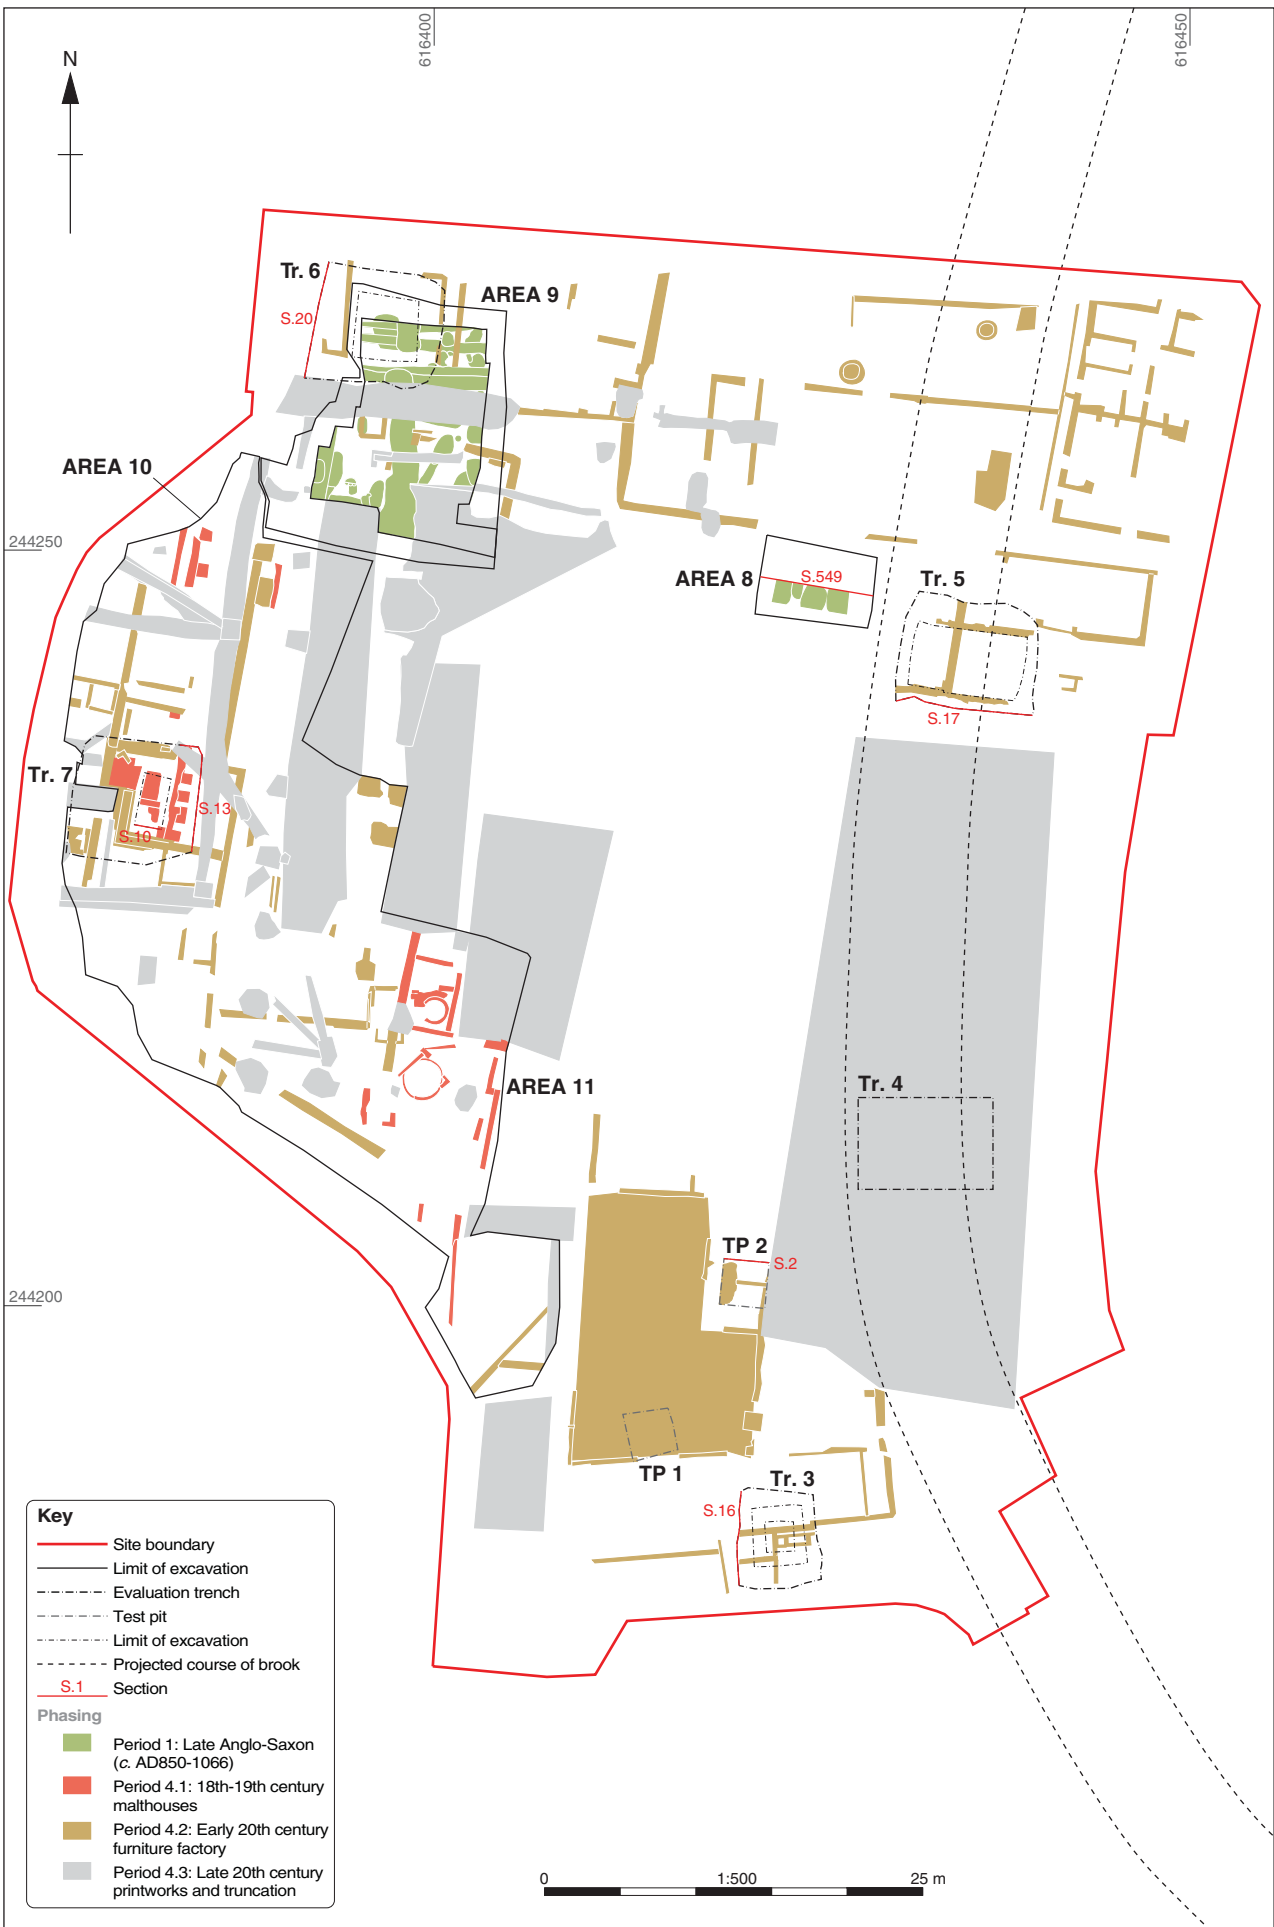 616400
616450
N
Tr. 6
AREA 9
S.20
AREA 10
244250
AREA 8
S.549
Tr. 5
S.17
Tr. 7
S.13
S.10
Tr. 4
AREA 11
TP 2
S.2
244200
TP 1
Tr. 3
S.16
Key
Site boundary
Limit of excavation
Evaluation trench
Test pit
Limit of excavation
Projected course of brook
S.1 Section
Phasing
Period 1: Late Anglo-Saxon
(c. AD850-1066)
Period 4.1: 18th-19th century
malthouses
Period 4.2: Early 20th century
furniture factory
Period 4.3: Late 20th century
printworks and truncation
0 1:500 25 m